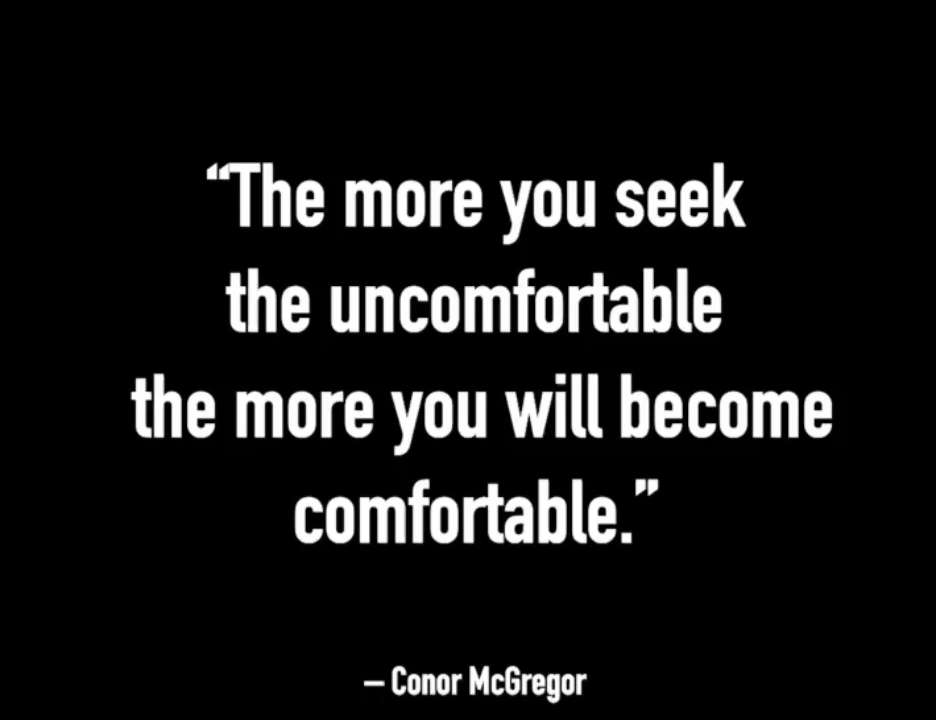 “The more you seek
the uncomfortable
the more you will become
comfortable.”
– Conor McGregor